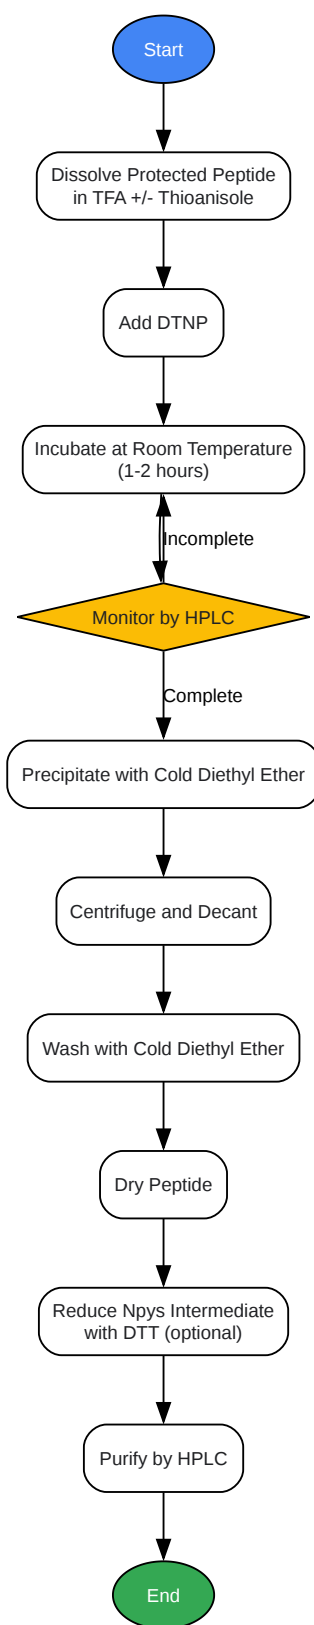 Start
Dissolve Protected Peptide
in TFA +/- Thioanisole
Add DTNP
Incubate at Room Temperature
(1-2 hours)
Incomplete
Monitor by HPLC
Complete
Precipitate with Cold Diethyl Ether
Centrifuge and Decant
Wash with Cold Diethyl Ether
Dry Peptide
Reduce Npys Intermediate
with DTT (optional)
Purify by HPLC
End